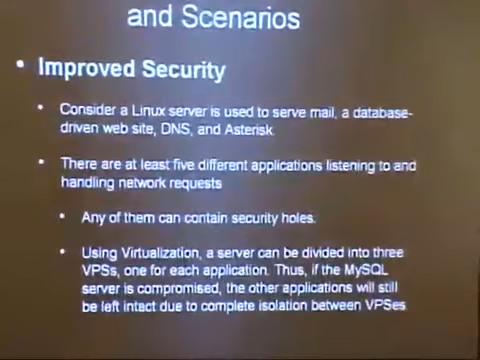 and Scenarios
• Improved Security
• Consider a Linux server is used to serve mail, a database-
driven web site, DNS, and Asterisk
• There are at least five different applications listening to and
handling network requests
• Any of them can contain security holes.
• Using Virtualization, a server can be divided into three
VPSs, one for each application. Thus, if the MySQL
server is compromised, the other applications will still
be left intact due to complete isolation between VPSes